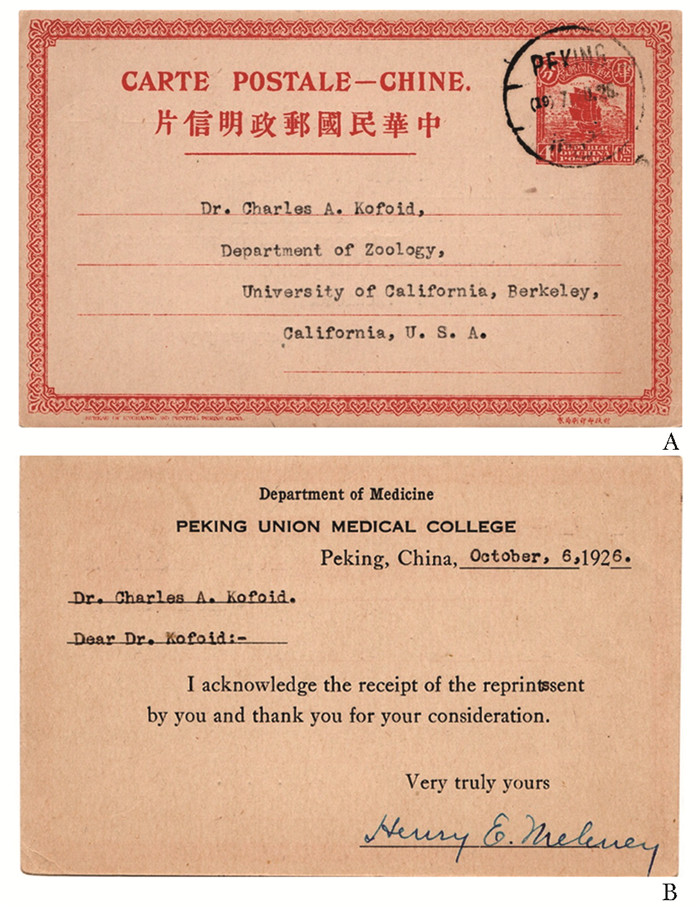 CARTE POSTALE—CHINE.
中華民國郵政明信片
PEKING
Dr. Charles A. Kofoid,
Department of Zoology,
University of California, Berkeley,
California, U. S. A.
A
Department of Medicine
PEKING UNION MEDICAL COLLEGE
Peking, China, October, 6, 1926.
Dr. Charles A. Kofoid.
Dear Dr. Kofoid:-
I acknowledge the receipt of the reprintssent
by you and thank you for your consideration.
Very truly yours
Henry E. Meleney
B